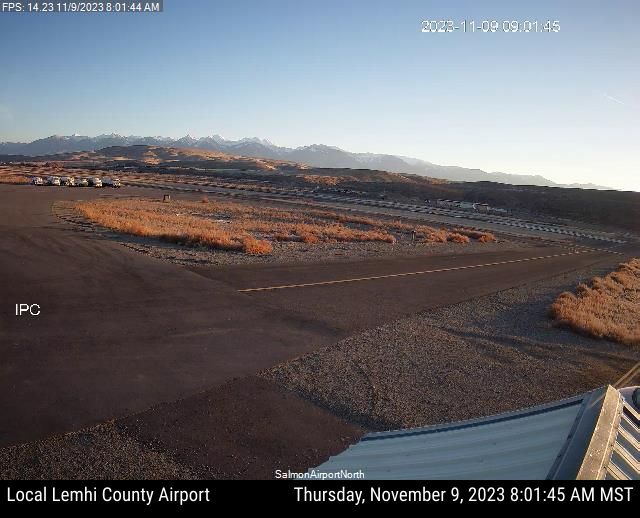 FPS: 14.23 11/9/2023 8:01:44 AM
2023-11-09 09:01:45
IPC
SalmonAirportNorth
Local Lemhi County Airport Thursday, November 9, 2023 8:01:45 AM MST